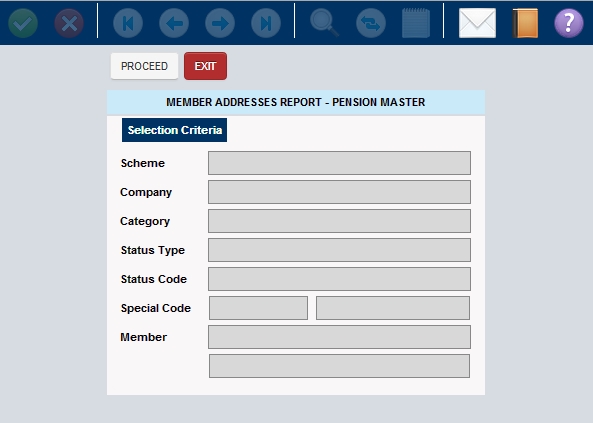 ?
PROCEED EXIT
MEMBER ADDRESSES REPORT - PENSION MASTER
Selection Criteria
Scheme
Company
Category
Status Type
Status Code
Special Code
Member